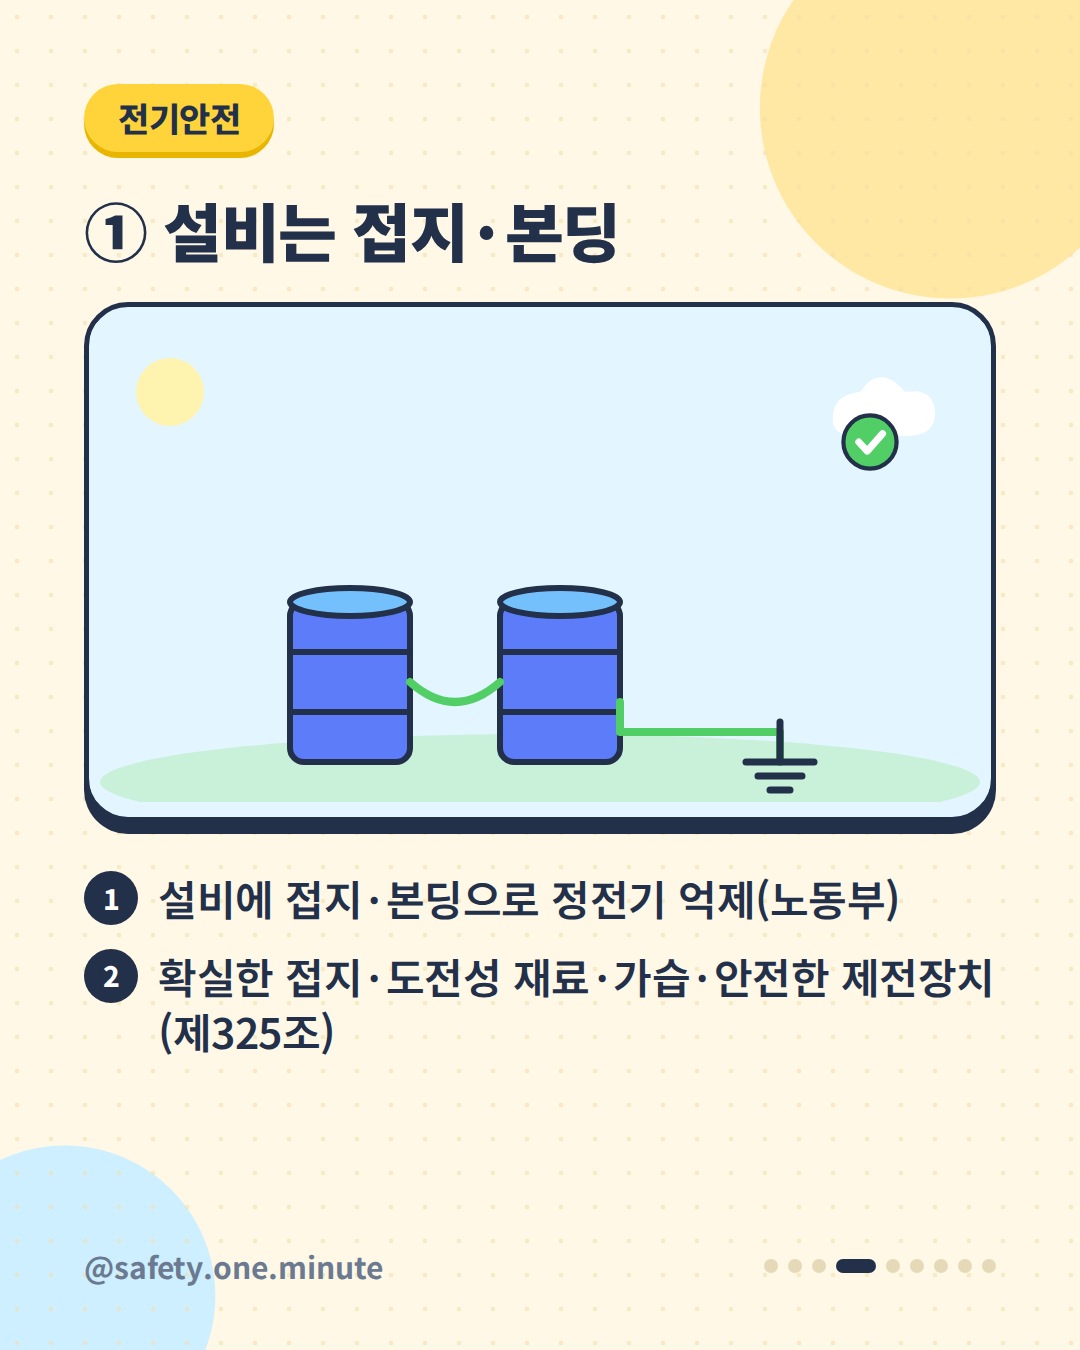 전기안전
① 설비는 접지·본딩
1 설비에 접지·본딩으로 정전기 억제(노동부)
2 확실한 접지·도전성 재료·가습·안전한 제전장치
(제325조)
@safety.one.minute